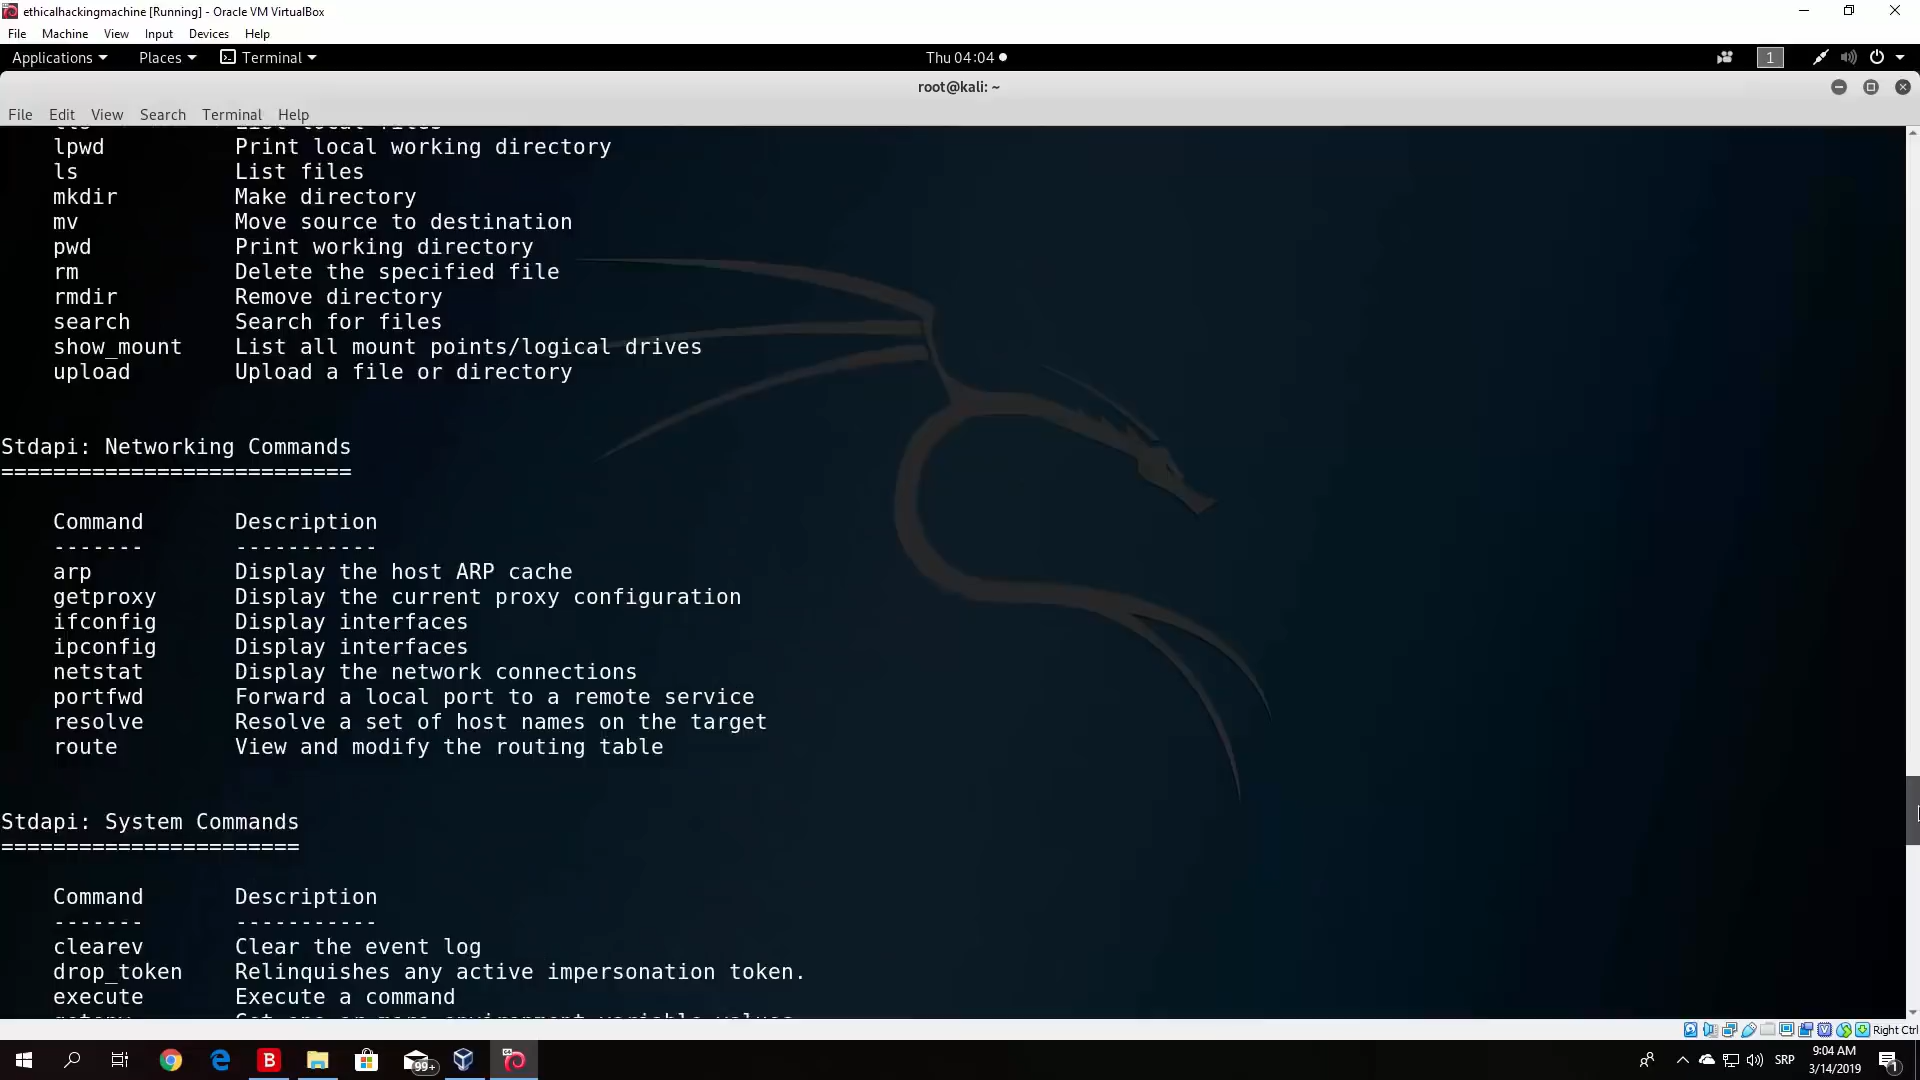 ethicalhackingmachine [Running] - Oracle VM VirtualBox
File Machine View Input Devices Help
Applications Places Terminal Thu 04:04 1
root@kali: ~
File Edit View Search Terminal Help
lpwd Print local working directory
ls List files
mkdir Make directory
mv Move source to destination
pwd Print working directory
rm Delete the specified file
rmdir Remove directory
search Search for files
show_mount List all mount points/logical drives
upload Upload a file or directory
Stdapi: Networking Commands
===========================
Command Description
------- -----------
arp Display the host ARP cache
getproxy Display the current proxy configuration
ifconfig Display interfaces
ipconfig Display interfaces
netstat Display the network connections
portfwd Forward a local port to a remote service
resolve Resolve a set of host names on the target
route View and modify the routing table
Stdapi: System Commands
=======================
Command Description
------- -----------
clearev Clear the event log
drop_token Relinquishes any active impersonation token.
execute Execute a command
Right Ctrl
99+ SRP 9:04 AM
3/14/2019 1